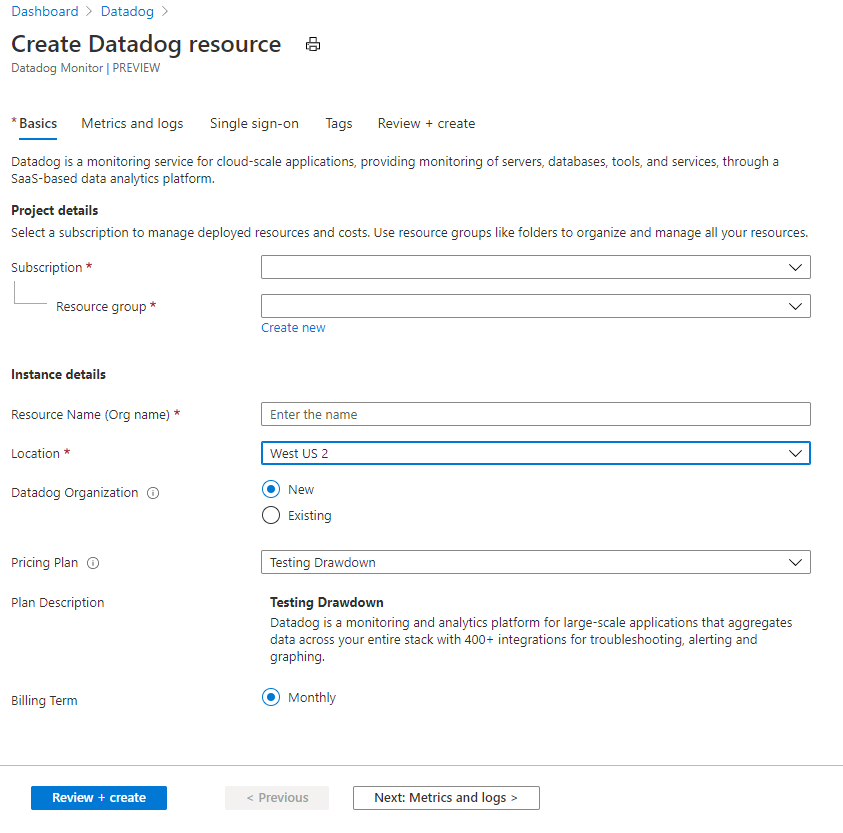 Dashboard > Datadog >
Create Datadog resource
Datadog Monitor | PREVIEW
* Basics Metrics and logs Single sign-on Tags Review + create
Datadog is a monitoring service for cloud-scale applications, providing monitoring of servers, databases, tools, and services, through a
SaaS-based data analytics platform.
Project details
Select a subscription to manage deployed resources and costs. Use resource groups like folders to organize and manage all your resources.
Subscription *
Resource group *
Create new
Instance details
Resource Name (Org name) * Enter the name
Location * West US 2
Datadog Organization New
Existing
Pricing Plan Testing Drawdown
Plan Description Testing Drawdown
Datadog is a monitoring and analytics platform for large-scale applications that aggregates
data across your entire stack with 400+ integrations for troubleshooting, alerting and
graphing.
Billing Term Monthly
Review + create < Previous Next: Metrics and logs >